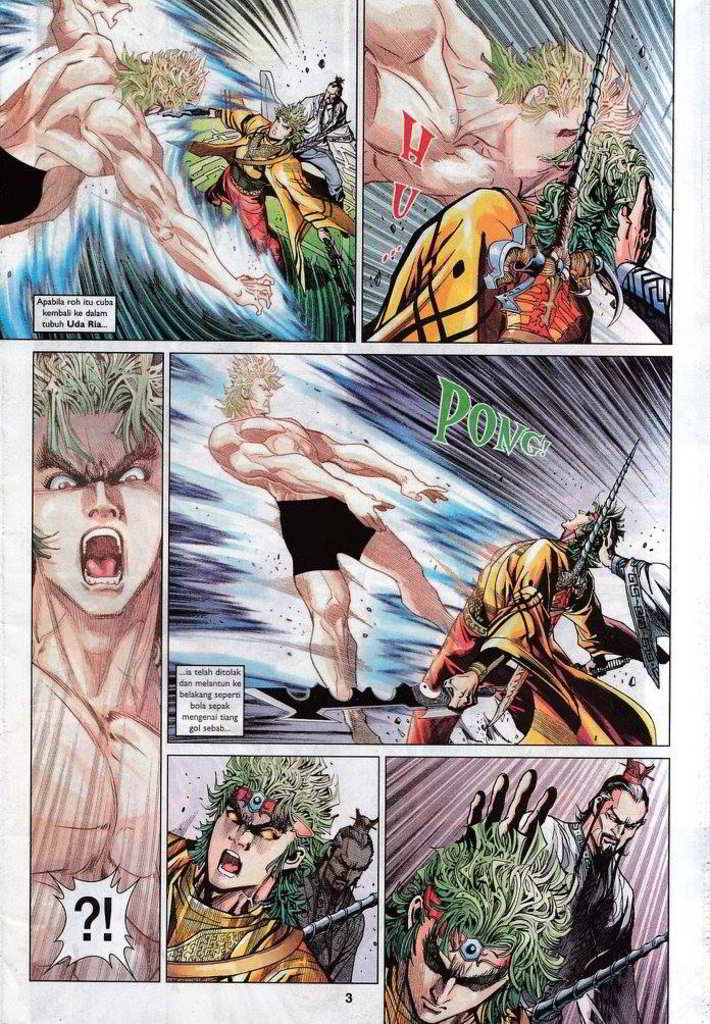 HU
Apabila roh itu cuba
kembali ke dalam
tubuh Uda Ria...
PONG!
...ia telah ditolak
dan melantun ke
belakang seperti
bola sepak
mengenai tiang
gol sebab...
?!
3